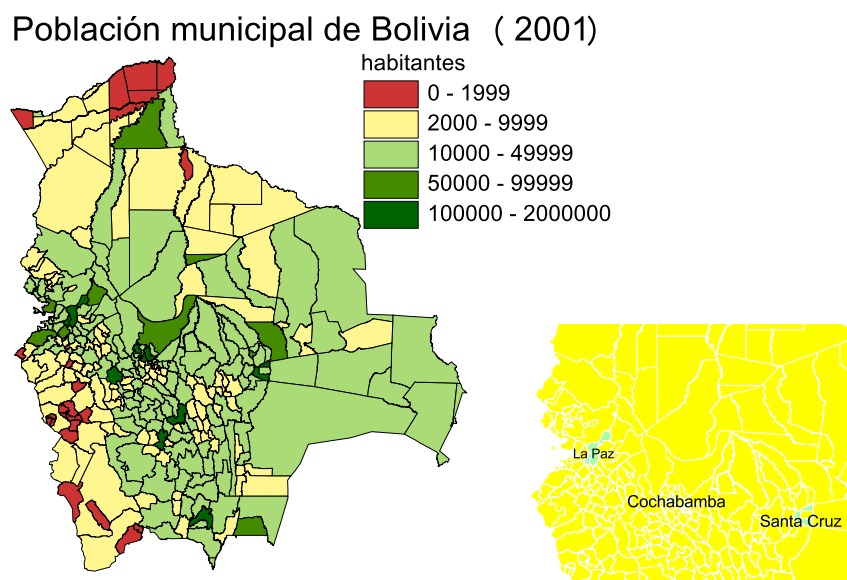 Población municipal de Bolivia ( 2001)
habitantes
0 - 1999
2000 - 9999
10000 - 49999
50000 - 99999
100000 - 2000000
La Paz
Cochabamba
Santa Cruz